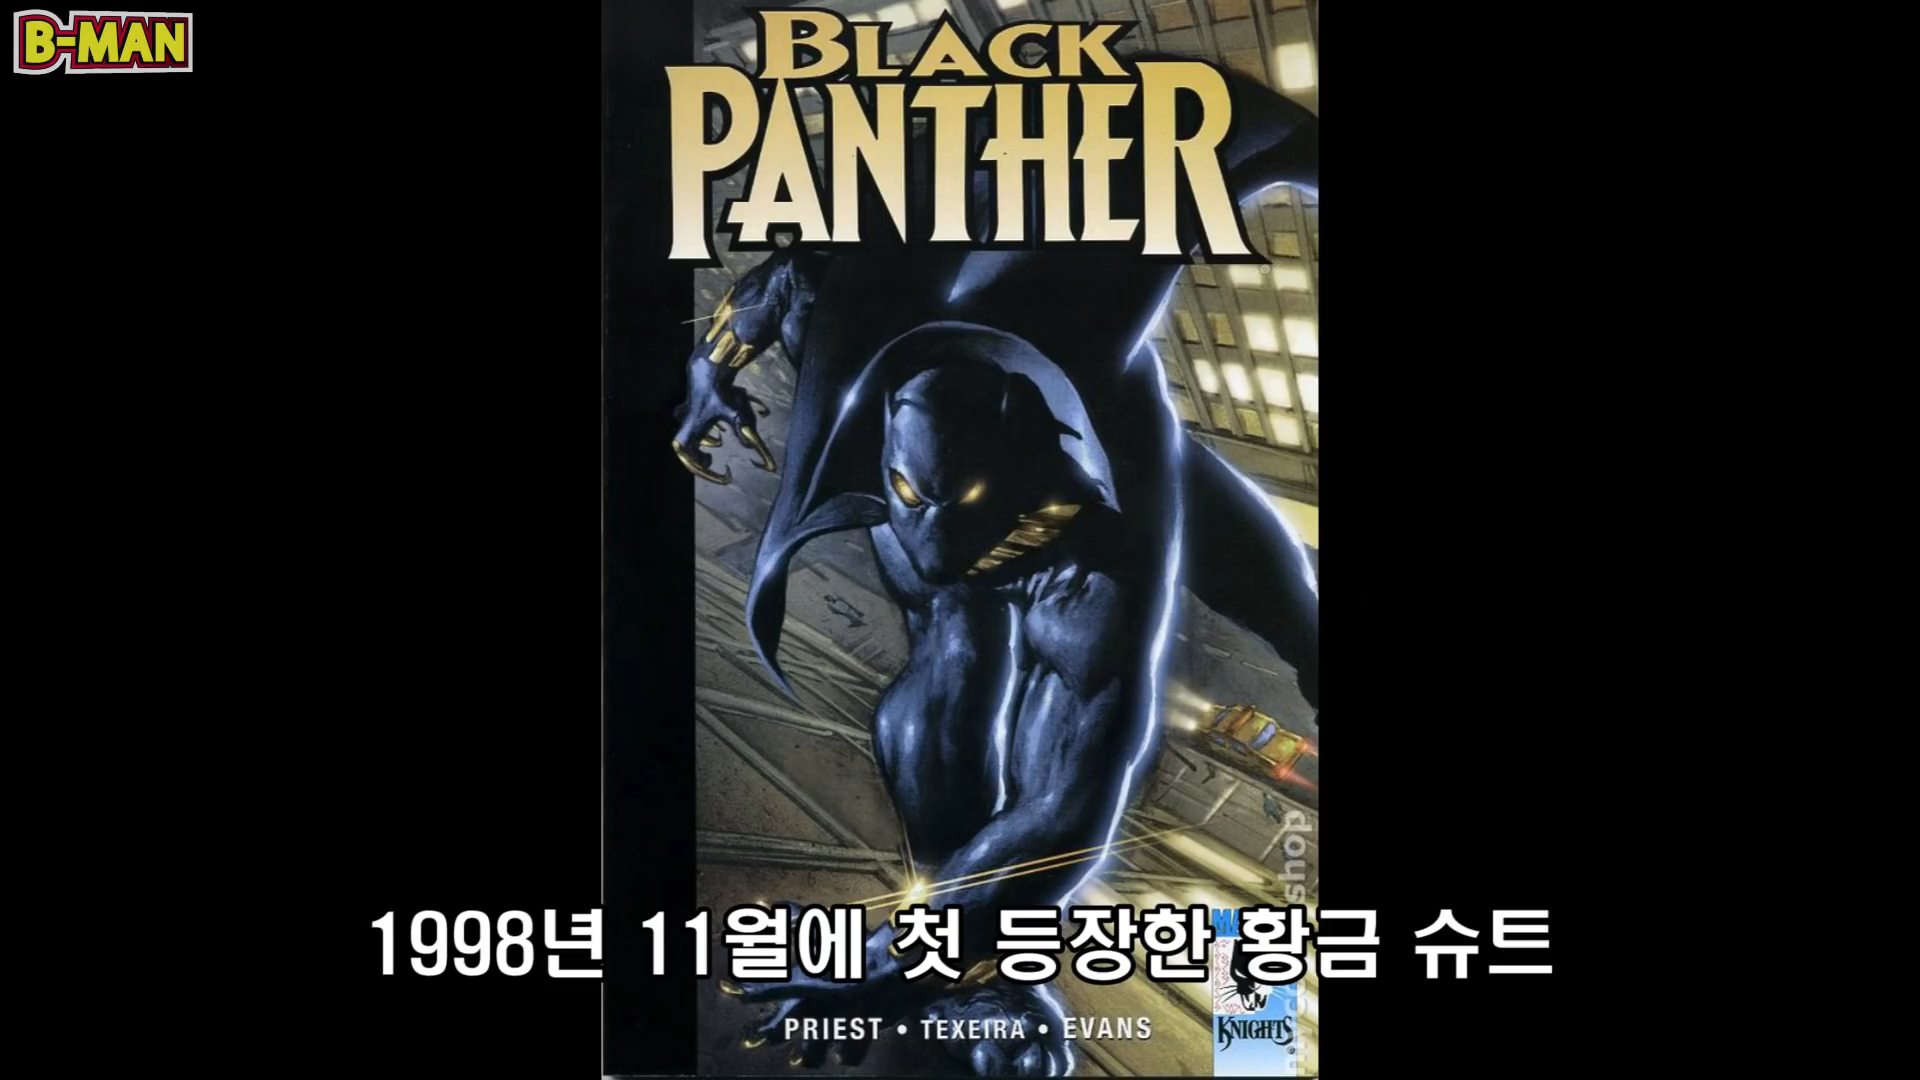 B-MAN
BLACK
PANTHER
1998년 11월에 첫 등장한 황금 슈트
PRIEST • TEXEIRA • EVANS
KNIGHTS